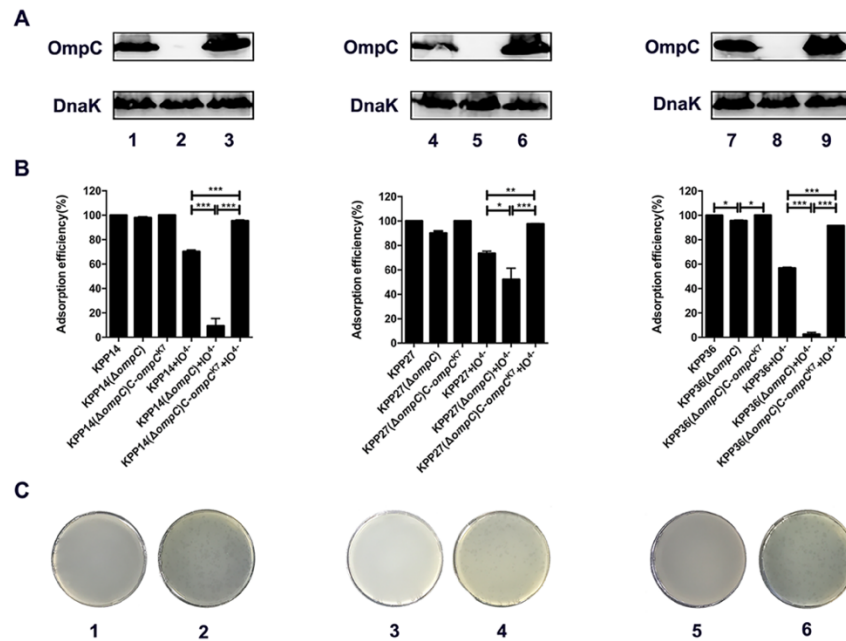 A
OmpC
OmpC
OmpC
DnaK
DnaK
DnaK
1 2 3
4 5 6
7 8 9
B
Adsorption efficiency(%)
120
100
80
60
40
20
0
***
*** ***
KPP14
KPP14(ΔompC)
KPP14(ΔompC)C-ompCᴷ⁷
KPP14+IO⁴⁻
KPP14(ΔompC)+IO⁴⁻
KPP14(ΔompC)C-ompCᴷ⁷+IO⁴⁻
Adsorption efficiency(%)
120
100
80
60
40
20
0
**
* ***
KPP27
KPP27(ΔompC)
KPP27(ΔompC)C-ompCᴷ⁷
KPP27+IO⁴⁻
KPP27(ΔompC)+IO⁴⁻
KPP27(ΔompC)C-ompCᴷ⁷+IO⁴⁻
Adsorption efficiency(%)
120
100
80
60
40
20
0
***
* * *** ***
KPP36
KPP36(ΔompC)
KPP36(ΔompC)C-ompCᴷ⁷
KPP36+IO⁴⁻
KPP36(ΔompC)+IO⁴⁻
KPP36(ΔompC)C-ompCᴷ⁷+IO⁴⁻
C
1 2 3 4 5 6